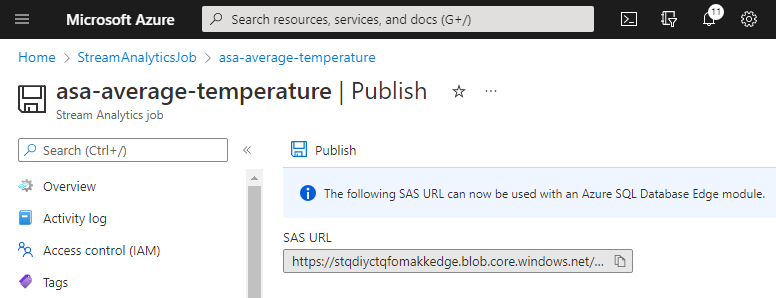 Microsoft Azure
Search resources, services, and docs (G+/)
11
Home > StreamAnalyticsJob > asa-average-temperature
asa-average-temperature | Publish
Stream Analytics job
Search (Ctrl+/)
Publish
Overview
The following SAS URL can now be used with an Azure SQL Database Edge module.
Activity log
SAS URL
Access control (IAM)
https://stqdiyctqfomakkedge.blob.core.windows.net/...
Tags